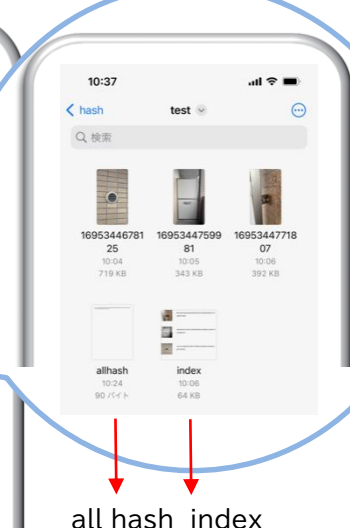 10:37
hash
test
検索
16953446781
25
10:04
719 KB
16953447599
81
10:05
343 KB
16953447718
07
10:06
392 KB
allhash
10:24
90 バイト
index
10:06
64 KB
all hash index